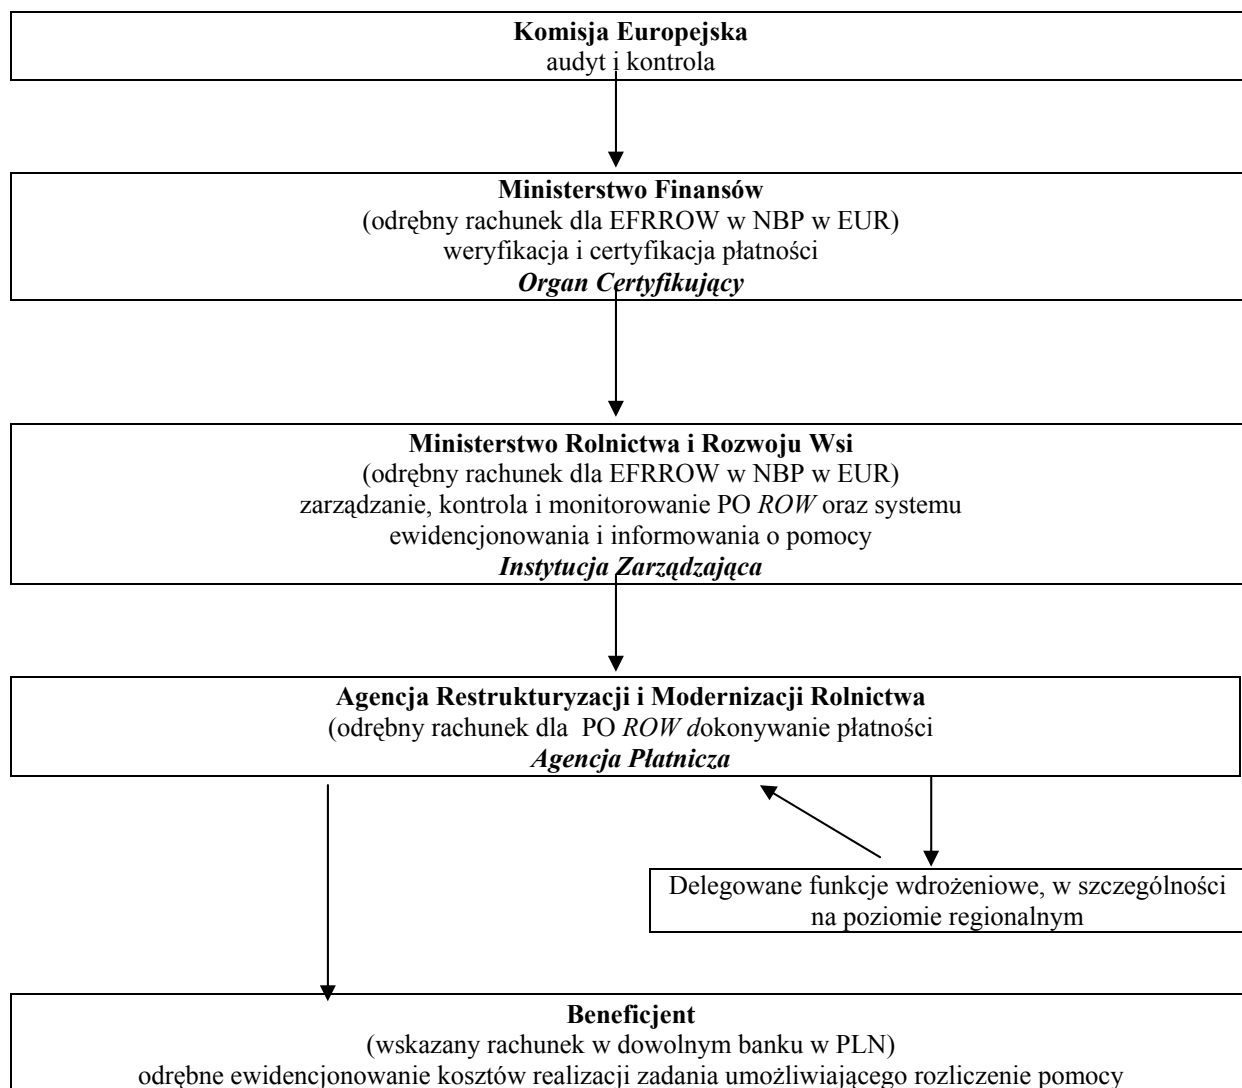 Komisja Europejska
audyt i kontrola
Ministerstwo Finansów
(odrębny rachunek dla EFRROW w NBP w EUR)
weryfikacja i certyfikacja płatności
Organ Certyfikujący
Ministerstwo Rolnictwa i Rozwoju Wsi
(odrębny rachunek dla EFRROW w NBP w EUR)
zarządzanie, kontrola i monitorowanie PO ROW oraz systemu
ewidencjonowania i informowania o pomocy
Instytucja Zarządzająca
Agencja Restrukturyzacji i Modernizacji Rolnictwa
(odrębny rachunek dla PO ROW dokonywanie płatności
Agencja Płatnicza
Delegowane funkcje wdrożeniowe, w szczególności
na poziomie regionalnym
Beneficjent
(wskazany rachunek w dowolnym banku w PLN)
odrębne ewidencjonowanie kosztów realizacji zadania umożliwiającego rozliczenie pomocy